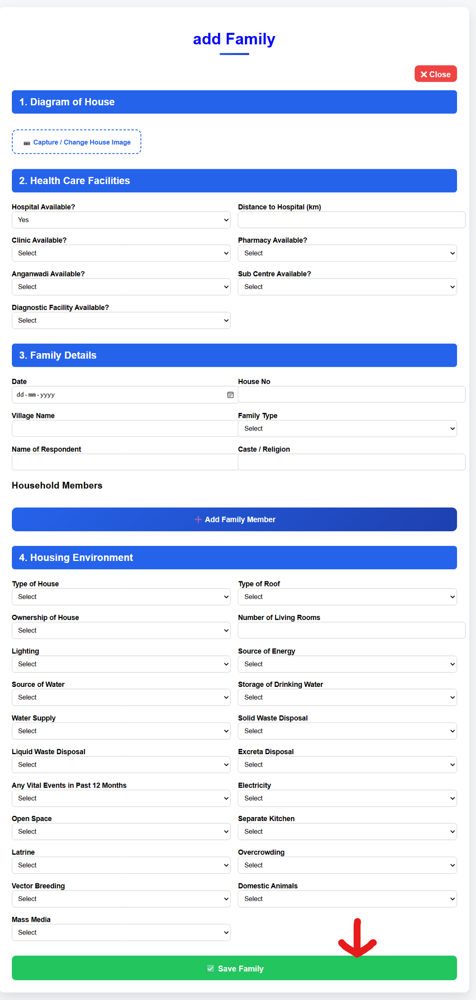 add Family
❌ Close
1. Diagram of House
📷 Capture / Change House Image
2. Health Care Facilities
Hospital Available? Distance to Hospital (km)
Yes
Clinic Available? Pharmacy Available?
Select Select
Anganwadi Available? Sub Centre Available?
Select Select
Diagnostic Facility Available?
Select
3. Family Details
Date House No
dd-mm-yyyy
Village Name Family Type
Select
Name of Respondent Caste / Religion
Household Members
➕ Add Family Member
4. Housing Environment
Type of House Type of Roof
Select Select
Ownership of House Number of Living Rooms
Select
Lighting Source of Energy
Select Select
Source of Water Storage of Drinking Water
Select Select
Water Supply Solid Waste Disposal
Select Select
Liquid Waste Disposal Excreta Disposal
Select Select
Any Vital Events in Past 12 Months Electricity
Select Select
Open Space Separate Kitchen
Select Select
Latrine Overcrowding
Select Select
Vector Breeding Domestic Animals
Select Select
Mass Media
Select
✅ Save Family